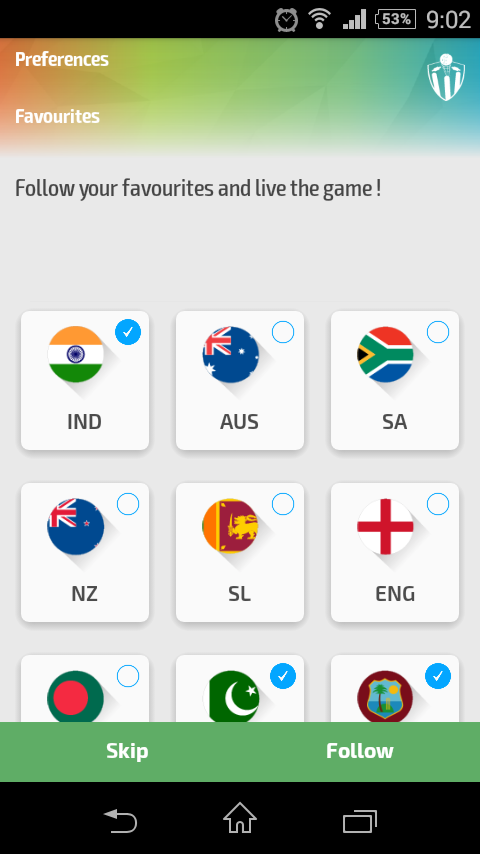 53% 9:02
Preferences
Favourites
Follow your favourites and live the game !
IND AUS SA
NZ SL ENG
Skip Follow